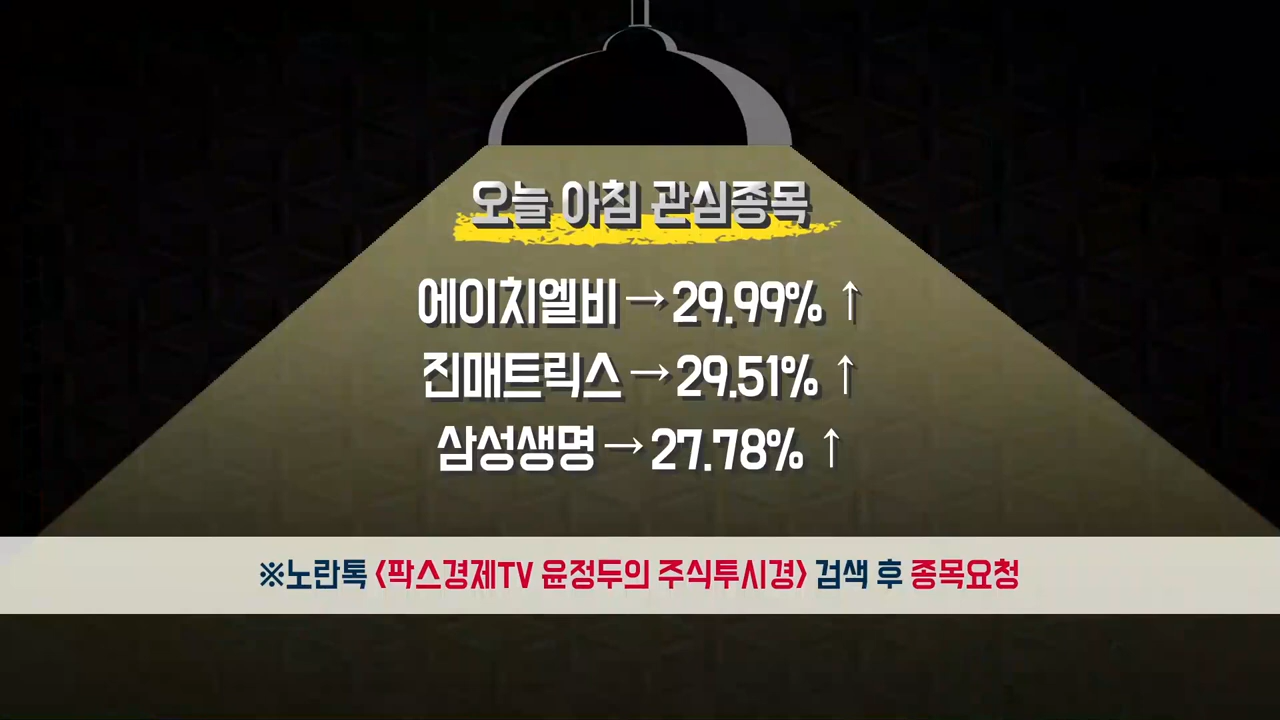 오늘 아침 관심종목
에이치엘비→29.99% ↑
진매트릭스→29.51% ↑
삼성생명→27.78% ↑
※노란톡 <팍스경제TV 윤정두의 주식투시경> 검색 후 종목요청